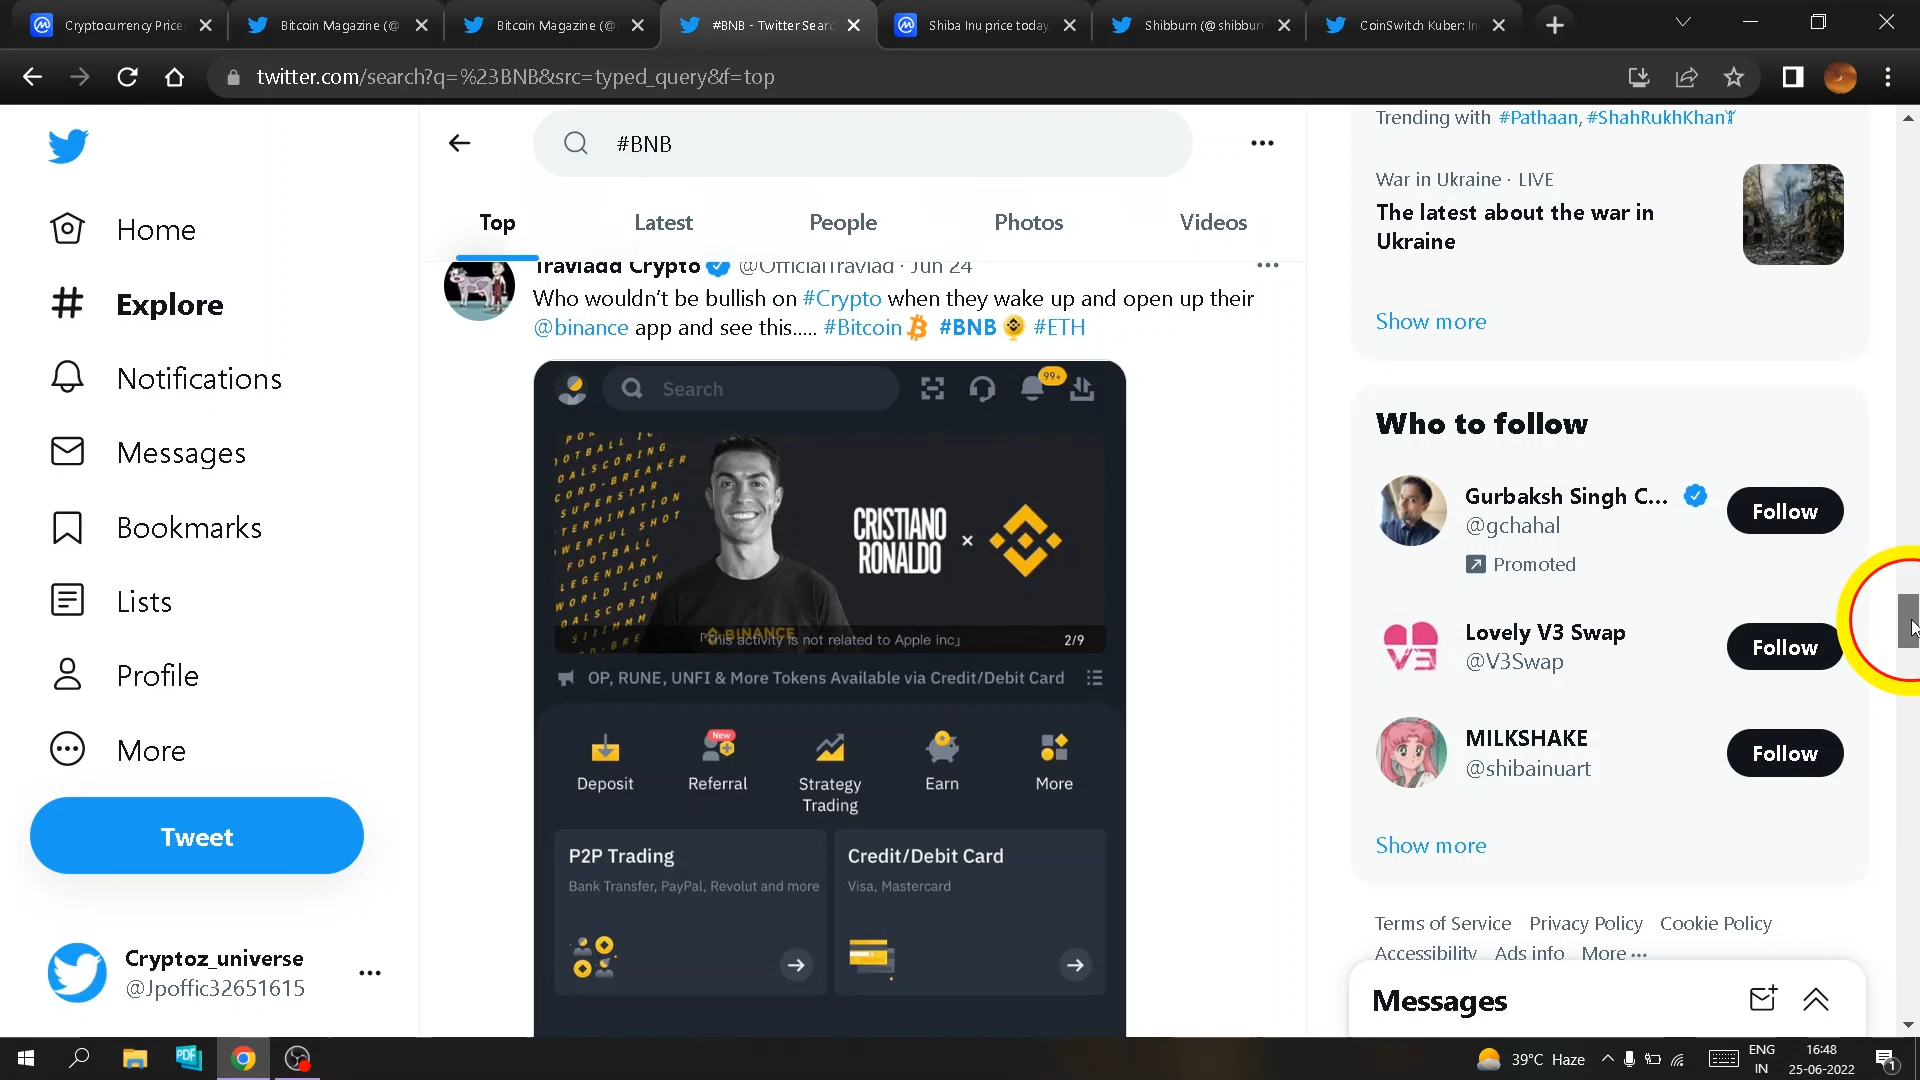 Cryptocurrency Prices
Bitcoin Magazine (@
Bitcoin Magazine (@
#BNB - Twitter Searc
Shiba Inu price today,
Shibburn (@shibburn
CoinSwitch Kuber: In
twitter.com/search?q=%23BNB&src=typed_query&f=top
Home
Explore
Notifications
Messages
Bookmarks
Lists
Profile
More
Tweet
Cryptoz_universe
@Jpoffic32651615
#BNB
Top
Latest
People
Photos
Videos
Travladd Crypto @OfficialTravlad · Jun 24
Who wouldn't be bullish on #Crypto when they wake up and open up their
@binance app and see this..... #Bitcoin #BNB #ETH
Search
99+
CRISTIANO
RONALDO
×
BINANCE
「This activity is not related to Apple inc」
2/9
OP, RUNE, UNFI & More Tokens Available via Credit/Debit Card
Deposit
New
Referral
Strategy
Trading
Earn
More
P2P Trading
Bank Transfer, PayPal, Revolut and more
Credit/Debit Card
Visa, Mastercard
Trending with #Pathaan, #ShahRukhKhan
War in Ukraine · LIVE
The latest about the war in
Ukraine
Show more
Who to follow
Gurbaksh Singh C...
@gchahal
Promoted
Follow
Lovely V3 Swap
@V3Swap
Follow
MILKSHAKE
@shibainuart
Follow
Show more
Terms of Service Privacy Policy Cookie Policy
Accessibility Ads info More ...
Messages
39°C Haze
ENG
IN
16:48
25-06-2022
1